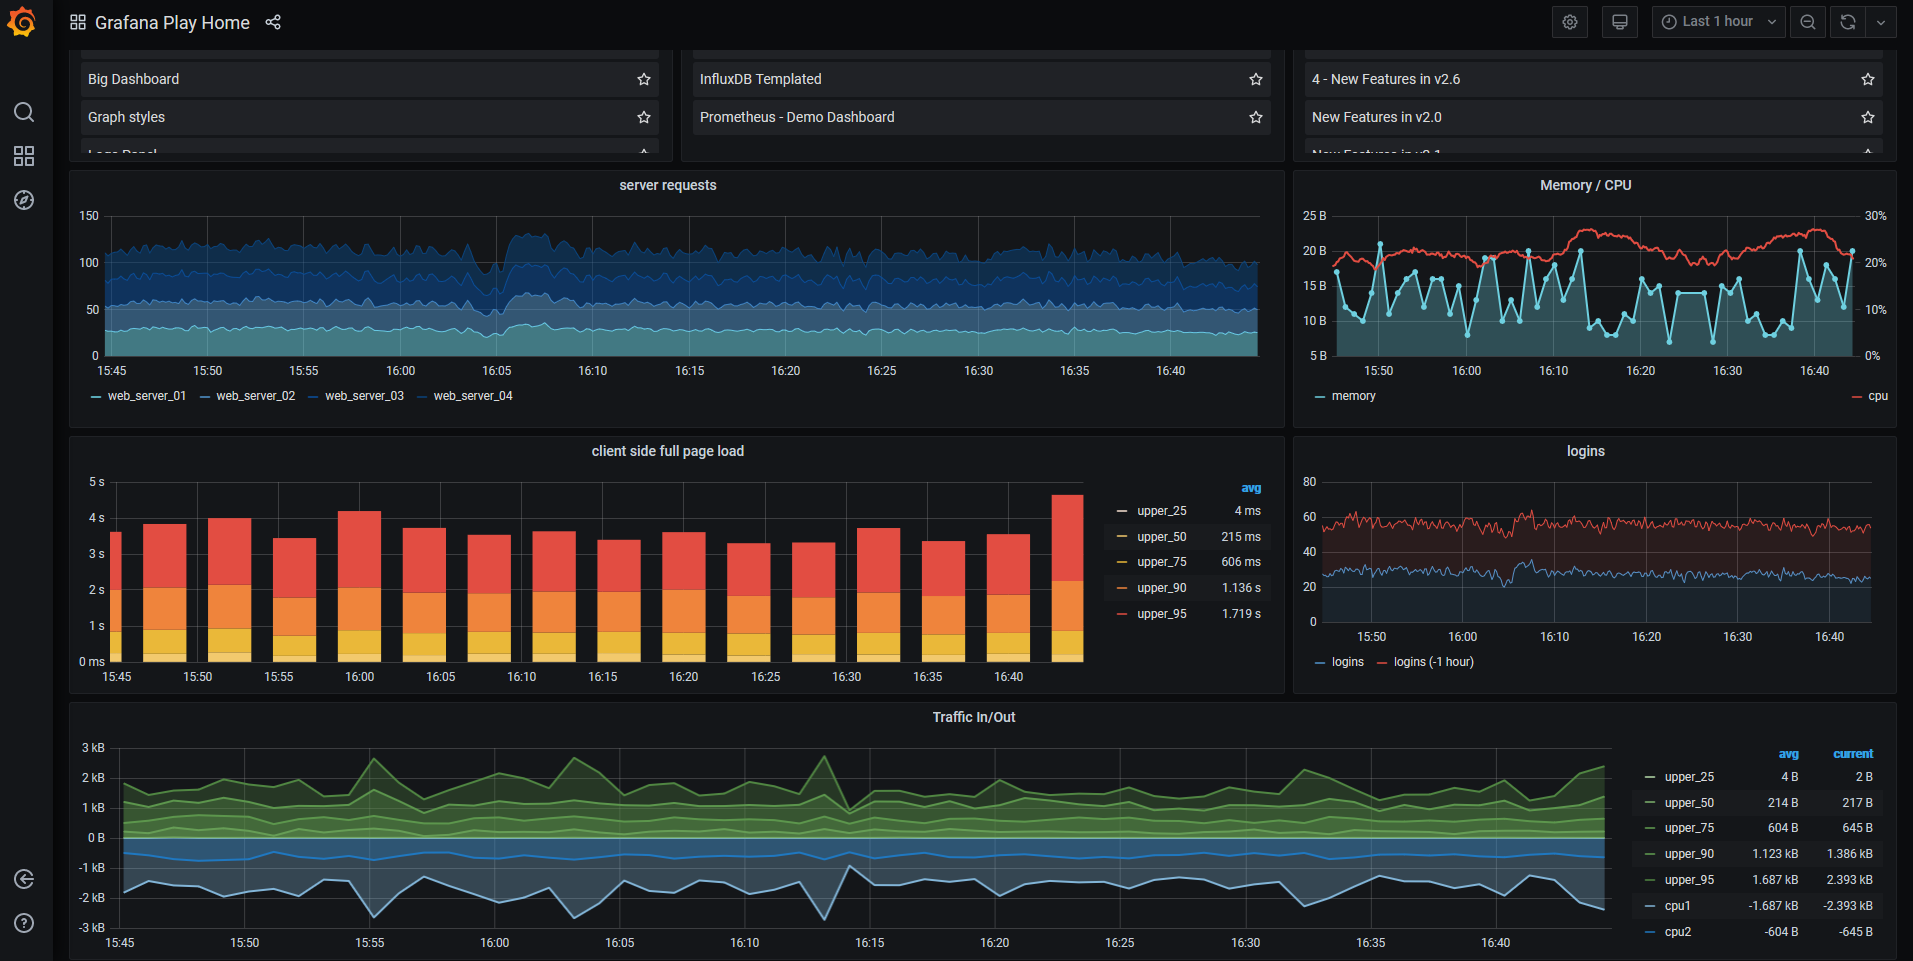 Grafana Play Home
Last 1 hour
Big Dashboard
InfluxDB Templated
4 - New Features in v2.6
Graph styles
Prometheus - Demo Dashboard
New Features in v2.0
Logo Panel
New Features in v2.1
server requests
150
100
50
0
15:45 15:50 15:55 16:00 16:05 16:10 16:15 16:20 16:25 16:30 16:35 16:40
web_server_01 web_server_02 web_server_03 web_server_04
Memory / CPU
25 B 30%
20 B 20%
15 B
10 B 10%
5 B 0%
15:50 16:00 16:10 16:20 16:30 16:40
memory cpu
client side full page load
5 s
4 s
3 s
2 s
1 s
0 ms
15:45 15:50 15:55 16:00 16:05 16:10 16:15 16:20 16:25 16:30 16:35 16:40
avg
upper_25 4 ms
upper_50 215 ms
upper_75 606 ms
upper_90 1.136 s
upper_95 1.719 s
logins
80
60
40
20
0
15:50 16:00 16:10 16:20 16:30 16:40
logins logins (-1 hour)
Traffic In/Out
3 kB
2 kB
1 kB
0 B
-1 kB
-2 kB
-3 kB
15:45 15:50 15:55 16:00 16:05 16:10 16:15 16:20 16:25 16:30 16:35 16:40
avg current
upper_25 4 B 2 B
upper_50 214 B 217 B
upper_75 604 B 645 B
upper_90 1.123 kB 1.386 kB
upper_95 1.687 kB 2.393 kB
cpu1 -1.687 kB -2.393 kB
cpu2 -604 B -645 B